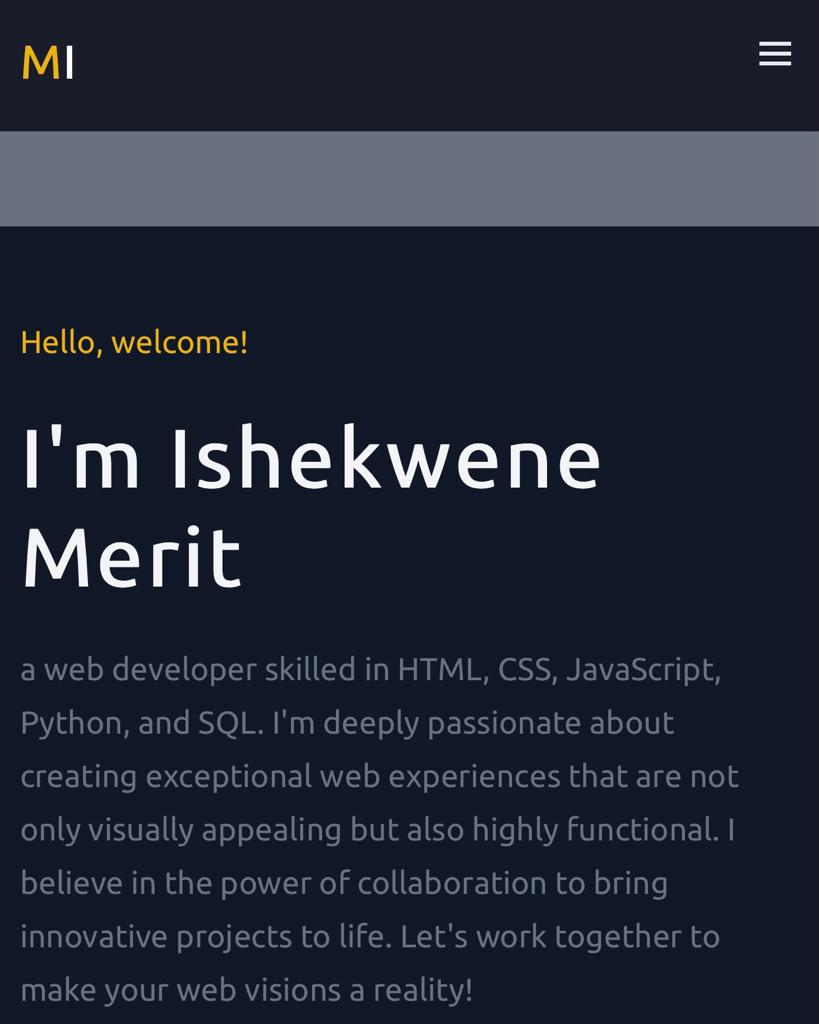 MI
Hello, welcome!
I'm Ishekwene
Merit
a web developer skilled in HTML, CSS, JavaScript,
Python, and SQL. I'm deeply passionate about
creating exceptional web experiences that are not
only visually appealing but also highly functional. I
believe in the power of collaboration to bring
innovative projects to life. Let's work together to
make your web visions a reality!